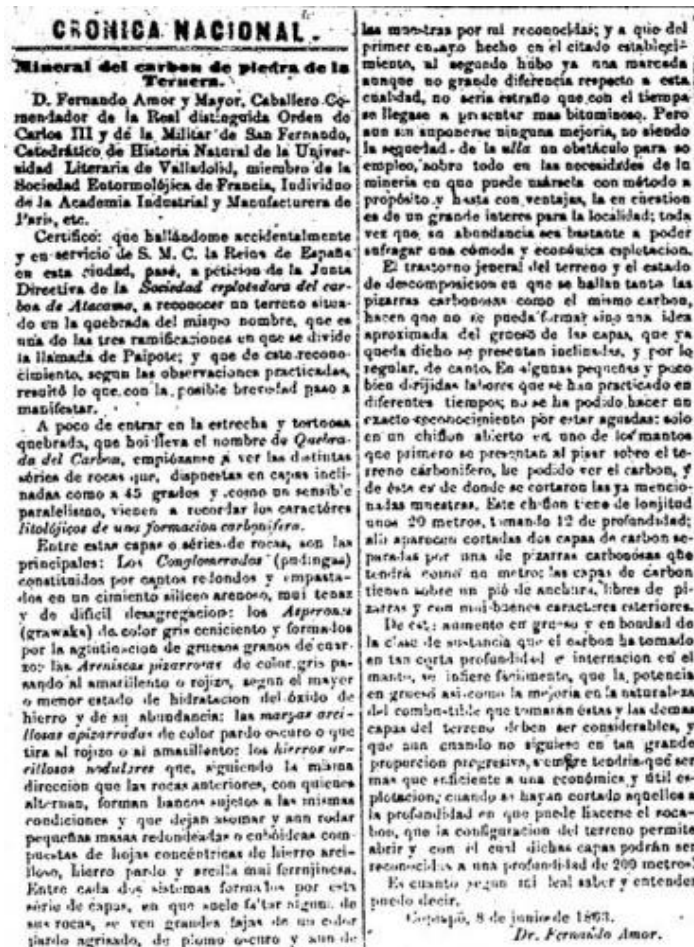 CRÓNICA NACIONAL.
Mineral del carbon de piedra de la
Ternera.
D. Fernando Amor y Mayor, Caballero Co-
mendador de la Real distinguida Orden de
Carlos III y de la Militar de San Fernando,
Catedrático de Historia Natural de la Univer-
sidad Literaria de Valladolid, miembro de la
Sociedad Entormolójica de Francia, Individuo
de la Academia Industrial y Manufacturera de
Paris, etc.
Certifico: que hallándome accidentalmente
y en servicio de S. M. C. la Reina de España
en esta ciudad, pasé, a peticion de la Junta
Directiva de la Sociedad esplotadora del car-
bon de Atacama, a reconocer un terreno situa-
do en la quebrada del mismo nombre, que es
una de las tres ramificaciones en que se divide
la llamada de Paipote; y que de este recono-
cimiento, segun las observaciones practicadas,
resultó lo que con la posible brevedad paso a
manifestar.
A poco de entrar en la estrecha y tortuosa
quebrada, que hoi lleva el nombre de Quebra-
da del Carbon, empiézanse a ver las distintas
séries de rocas que, dispuestas en capas incli-
nadas como a 45 grados y como un sensible
paralelismo, vienen a recordar los caractéres
litolójicos de una formacion carbonífera.
Entre estas capas o séries de rocas, son las
principales: Los Conglomerados (pudingas)
constituidos por cantos redondos y empasta-
dos en un cimiento silíceo arenoso, mui tenaz
y de dificil desagregacion: los Asperones
(grawaka) de color gris ceniciento y formados
por la aglutinacion de gruesos granos de cuar-
zo: las Areniscas pizarrosas de color gris pa-
sando al amarillento o rojizo, segun el mayor
o menor estado de hidratacion del óxido de
hierro y de su abundancia: las margas arci-
llosas apizarradas de color pardo oscuro o que
tira al rojizo o al amarillento: los hierros ar-
cillosos nodulares que, siguiendo la misma
direccion que las rocas anteriores, con quienes
alternan, forman bancos sujetos a las mismas
condiciones y que dejan asomar y aun rodar
pequeñas masas redondeadas o cubóideas com-
puestas de hojas concéntricas de hierro arci-
lloso, hierro pardo y arcilla mui ferrujinosa.
Entre cada dos sistemas formados por esta
série de capas, en que suele faltar alguna de
sus rocas, se ven grandes fajas de un color
pardo agrisado, de plomo oscuro y aun de
las muestras por mi reconocidas; y a que del
primer ensayo hecho en el citado estableci-
miento, al segundo hubo ya una marcada
aunque no grande diferencia respecto a esta
cualidad, no seria estraño que con el tiempo
se llegase a presentar mas bituminoso. Pero
aun sin suponerse ninguna mejoría, no siendo
la sequedad de la ulla un obstáculo para su
empleo, sobre todo en las necesidades de la
minería en que puede usársela con método a
propósito y hasta con ventajas, la en cuestion
es de un grande interes para la localidad; toda
vez que su abundancia sea bastante a poder
sufragar una cómoda y económica esplotacion.
El trastorno jeneral del terreno y el estado
de descomposicion en que se hallan tanto las
pizarras carbonosas como el mismo carbon,
hacen que no se pueda formar sino una idea
aproximada del grueso de las capas, que ya
queda dicho se presentan inclinadas, y por lo
regular, de canto. En algunas pequeñas y poco
bien dirijidas labores que se han practicado en
diferentes tiempos, no se ha podido hacer un
exacto reconocimiento por estar aguadas: solo
en un chiflon abierto en uno de los mantos
que primero se presentan al pisar sobre el te-
rreno carbonífero, he podido ver el carbon, y
de éste es de donde se cortaron las ya mencio-
nadas muestras. Este chiflon tiene de lonjitud
unos 20 metros, tomando 12 de profundidad;
alli aparecen cortadas dos capas de carbon se-
paradas por una de pizarras carbonosas que
tendrá como un metro: las capas de carbon
tienen sobre un pié de anchura, libres de pi-
zarras y con mui buenos caractéres esteriores.
De este aumento en grueso y en bondad de
la clase de sustancia que el carbon ha tomado
en tan corta profundidad e internacion en el
manto, se infiere fácilmente, que la potencia
en grueso asi como la mejoría en la naturaleza
del combustible que tomarán éstas y las demas
capas del terreno deben ser considerables, y
que aun cuando no siguiese en tan grande
proporcion progresiva, siempre tendria que ser
mas que suficiente a una económica y útil es-
plotacion, cuando se hayan cortado aquellos a
la profundidad en que puede hacerse el soca-
bon, que la configuracion del terreno permite
abrir y con el cual dichas capas podrán ser
reconocidas a una profundidad de 200 metros.
Es cuanto segun mi leal saber y entender
puedo decir.
Copiapó, 8 de junio de 1863.
Dr. Fernando Amor.